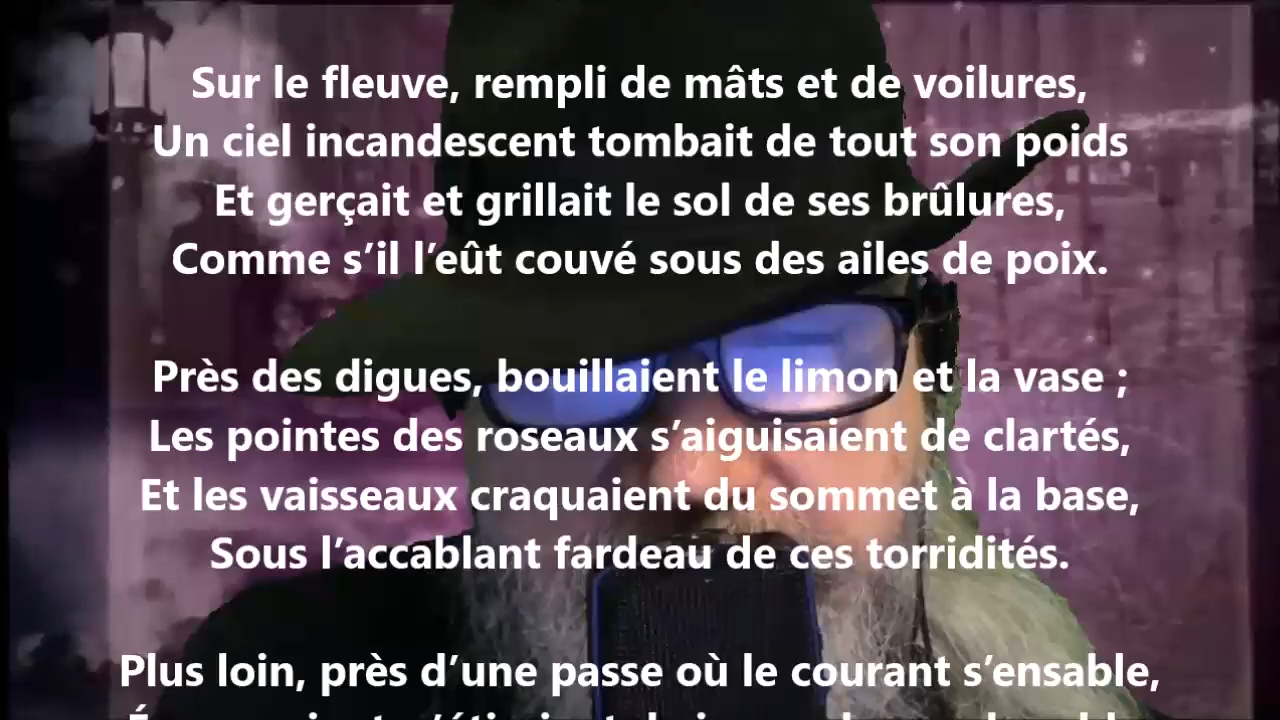 Sur le fleuve, rempli de mâts et de voilures,
Un ciel incandescent tombait de tout son poids
Et gerçait et grillait le sol de ses brûlures,
Comme s’il l’eût couvé sous des ailes de poix.
Près des digues, bouillaient le limon et la vase ;
Les pointes des roseaux s’aiguisaient de clartés,
Et les vaisseaux craquaient du sommet à la base,
Sous l’accablant fardeau de ces torridités.
Plus loin, près d’une passe où le courant s’ensable,